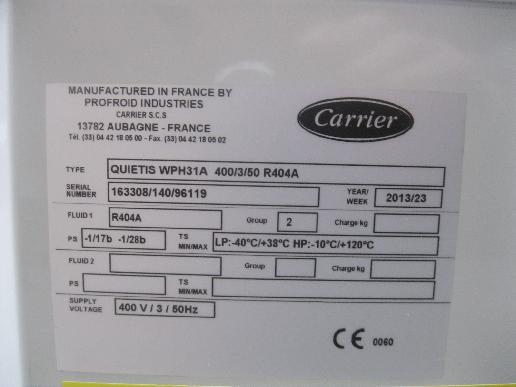 MANUFACTURED IN FRANCE BY
PROFROID INDUSTRIES
CARRIER S.C.S
13782 AUBAGNE - FRANCE
Tél. (33) 04 42 18 05 00 - Fax. (33) 04 42 18 05 02
Carrier
TYPE QUIETIS WPH31A 400/3/50 R404A
SERIAL NUMBER 163308/140/96119 YEAR/ WEEK 2013/23
FLUID 1 R404A Group 2 Charge kg
PS -1/17b -1/28b TS MIN/MAX LP:-40°C/+38°C HP:-10°C/+120°C
FLUID 2 Group Charge kg
PS TS MIN/MAX
SUPPLY VOLTAGE 400 V / 3 / 50Hz
CE 0060